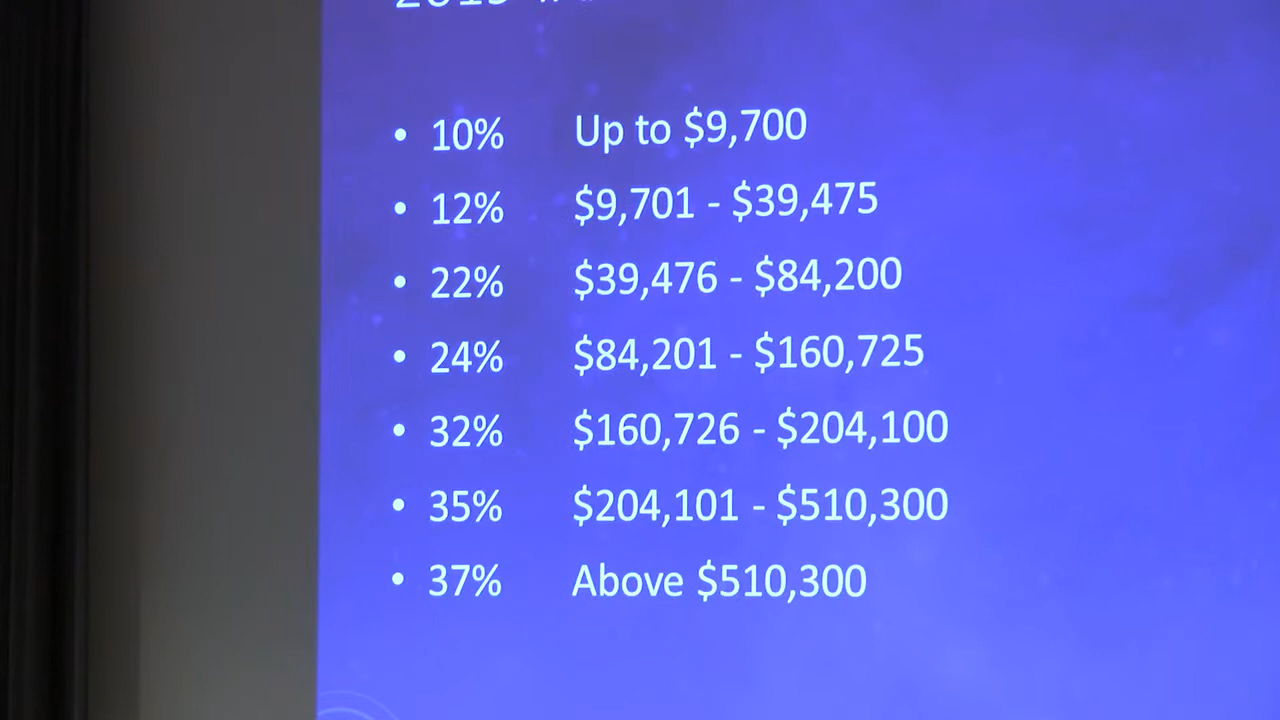 • 10% Up to $9,700
• 12% $9,701 - $39,475
• 22% $39,476 - $84,200
• 24% $84,201 - $160,725
• 32% $160,726 - $204,100
• 35% $204,101 - $510,300
• 37% Above $510,300